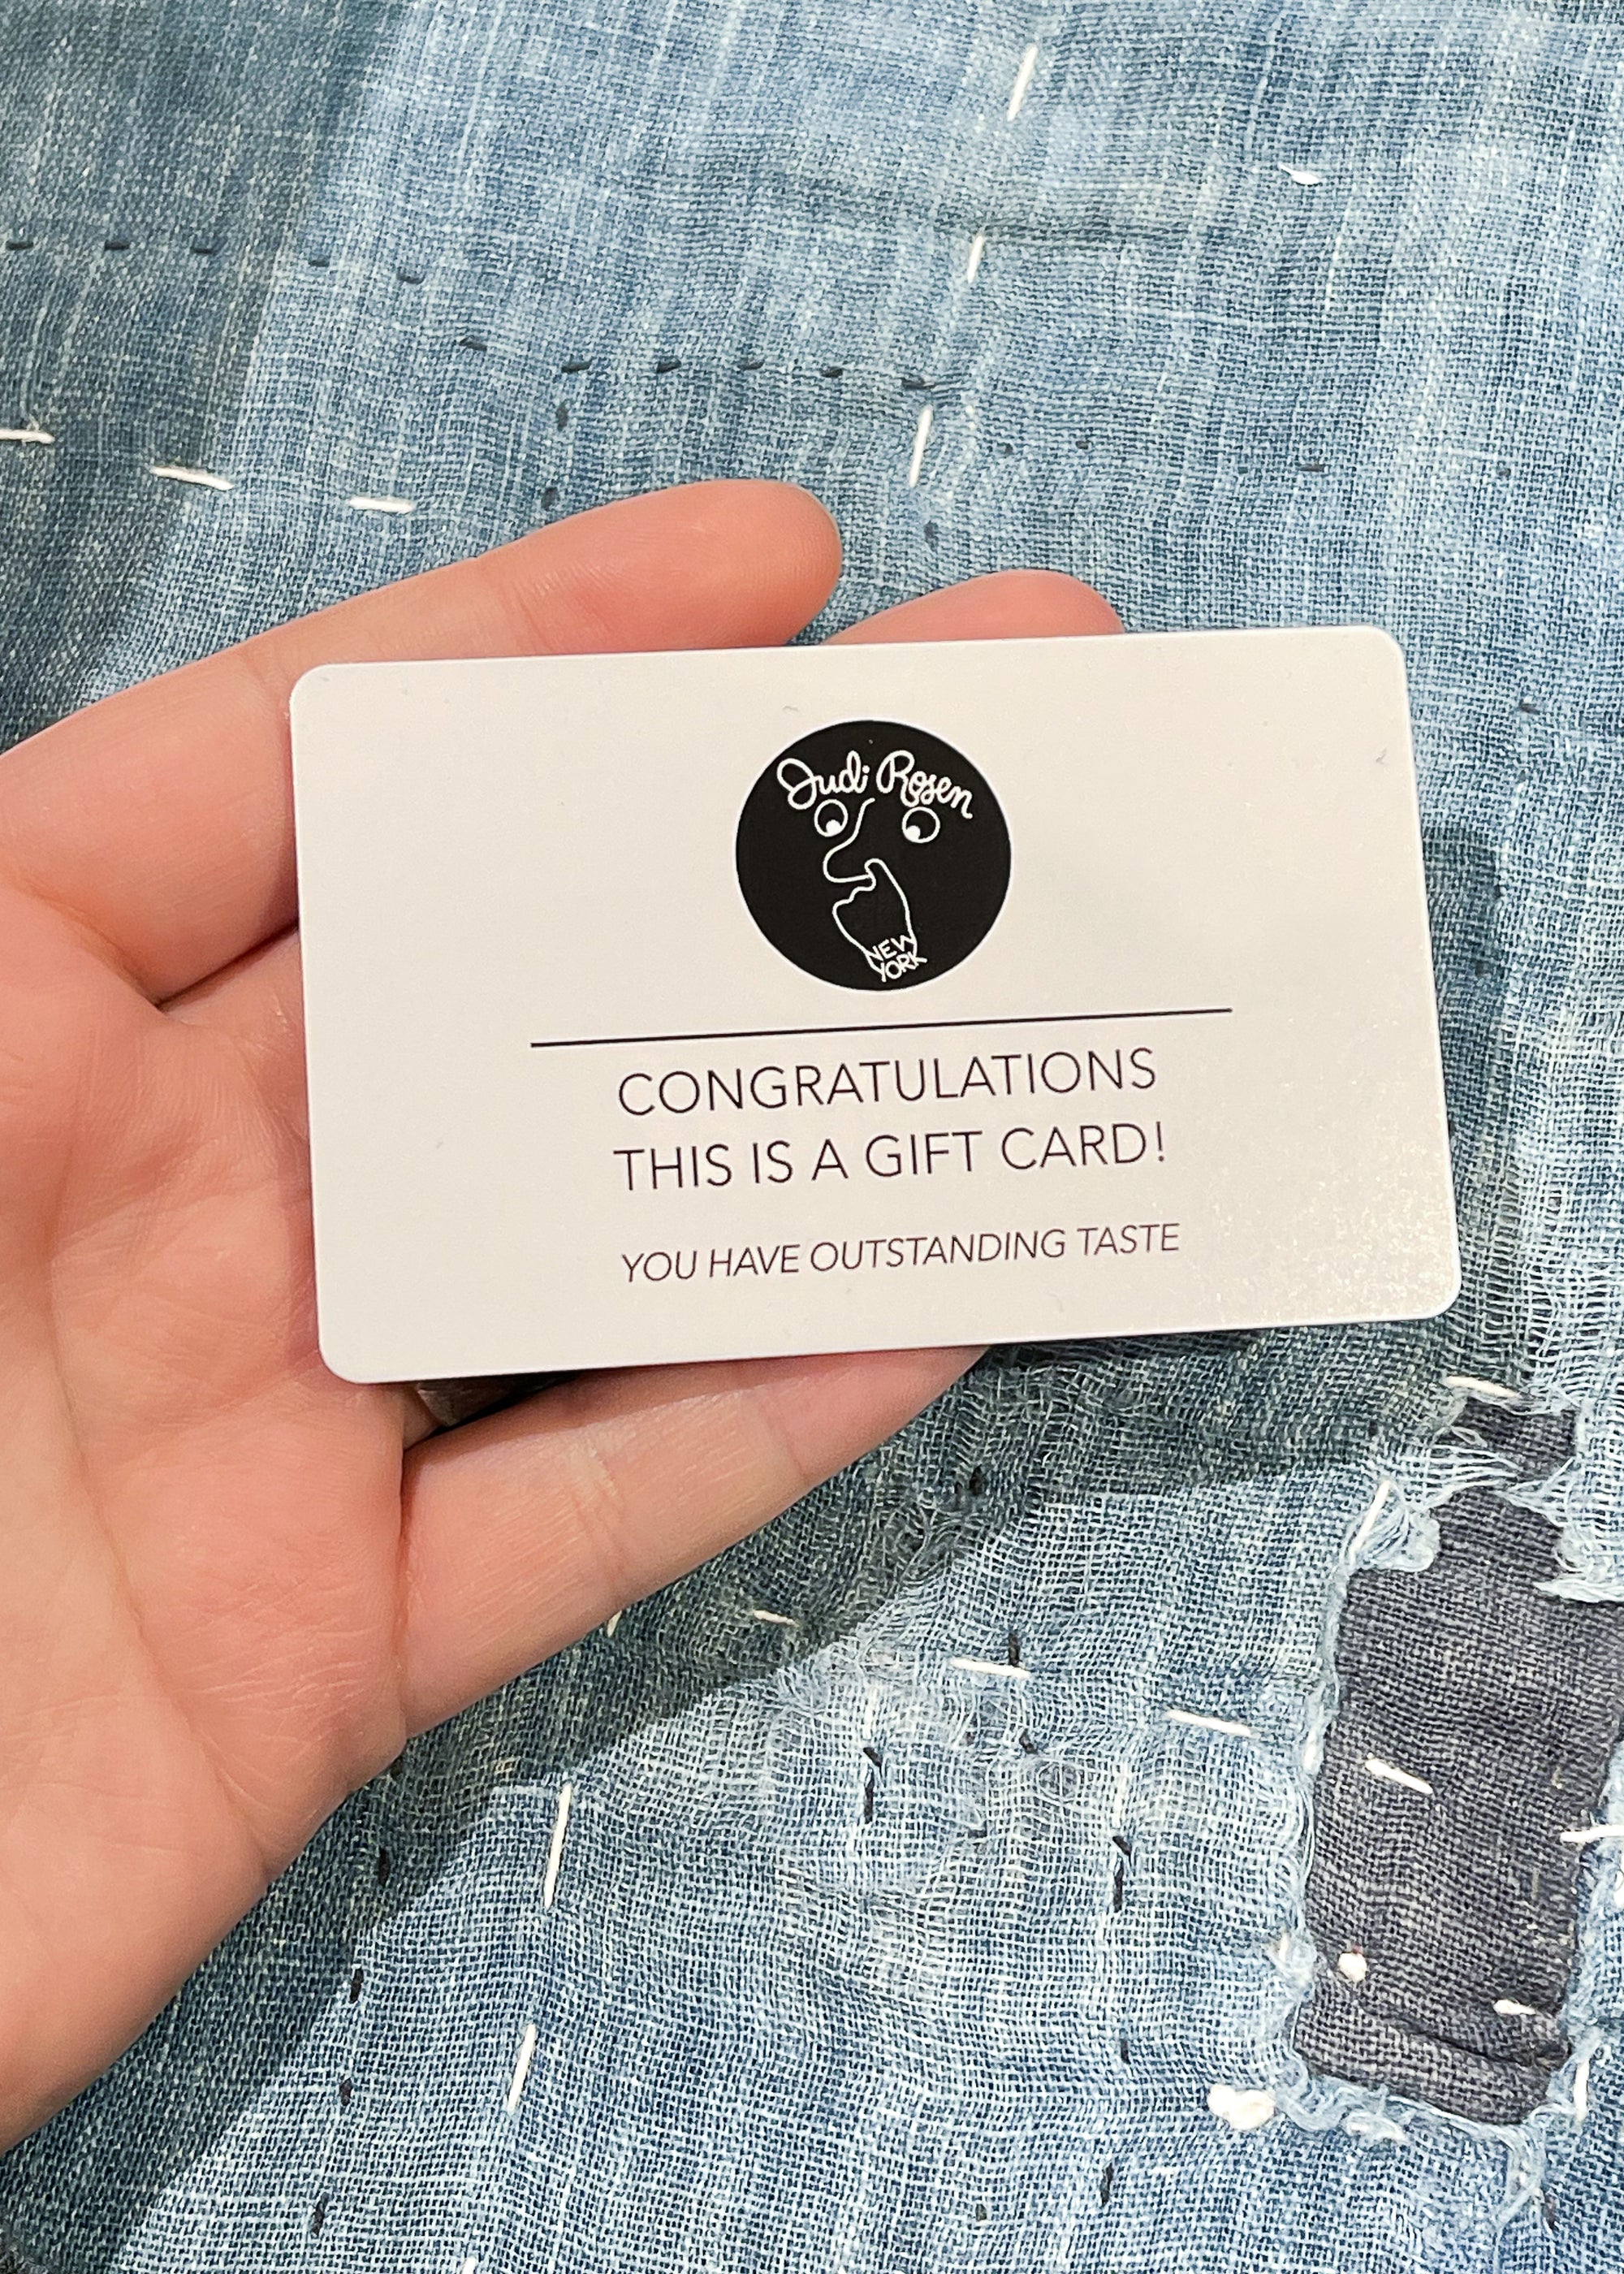 Judi Rosen
NEW
YORK
CONGRATULATIONS
THIS IS A GIFT CARD!
YOU HAVE OUTSTANDING TASTE